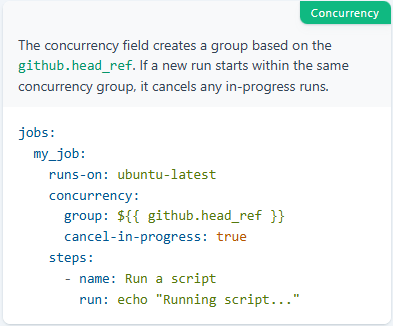 Concurrency
The concurrency field creates a group based on the
github.head_ref. If a new run starts within the same
concurrency group, it cancels any in-progress runs.
jobs:
  my_job:
    runs-on: ubuntu-latest
    concurrency:
      group: ${{ github.head_ref }}
      cancel-in-progress: true
    steps:
      - name: Run a script
        run: echo "Running script..."